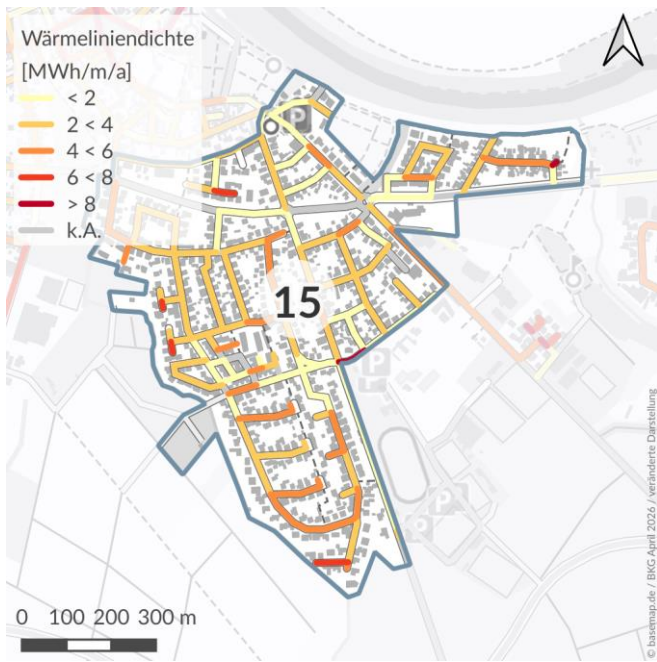 Wärmeliniendichte
[MWh/m/a]
< 2
2 < 4
4 < 6
6 < 8
> 8
k.A.
P
15
P
P
0 100 200 300 m
© basemap.de / BKG April 2026 / veränderte Darstellung